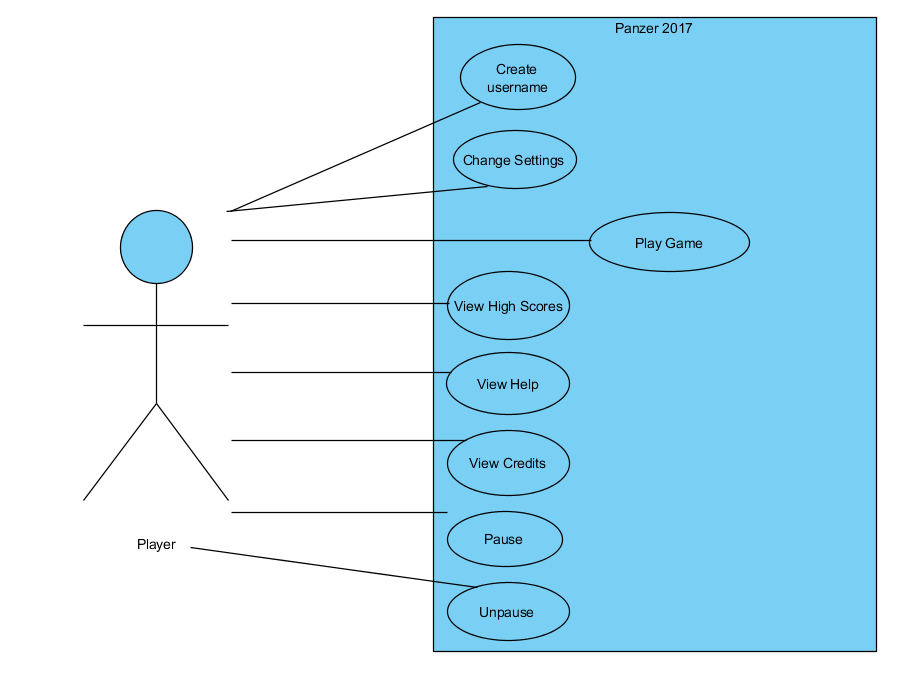 Panzer 2017
Create
username
Change Settings
Play Game
View High Scores
View Help
View Credits
Pause
Player
Unpause